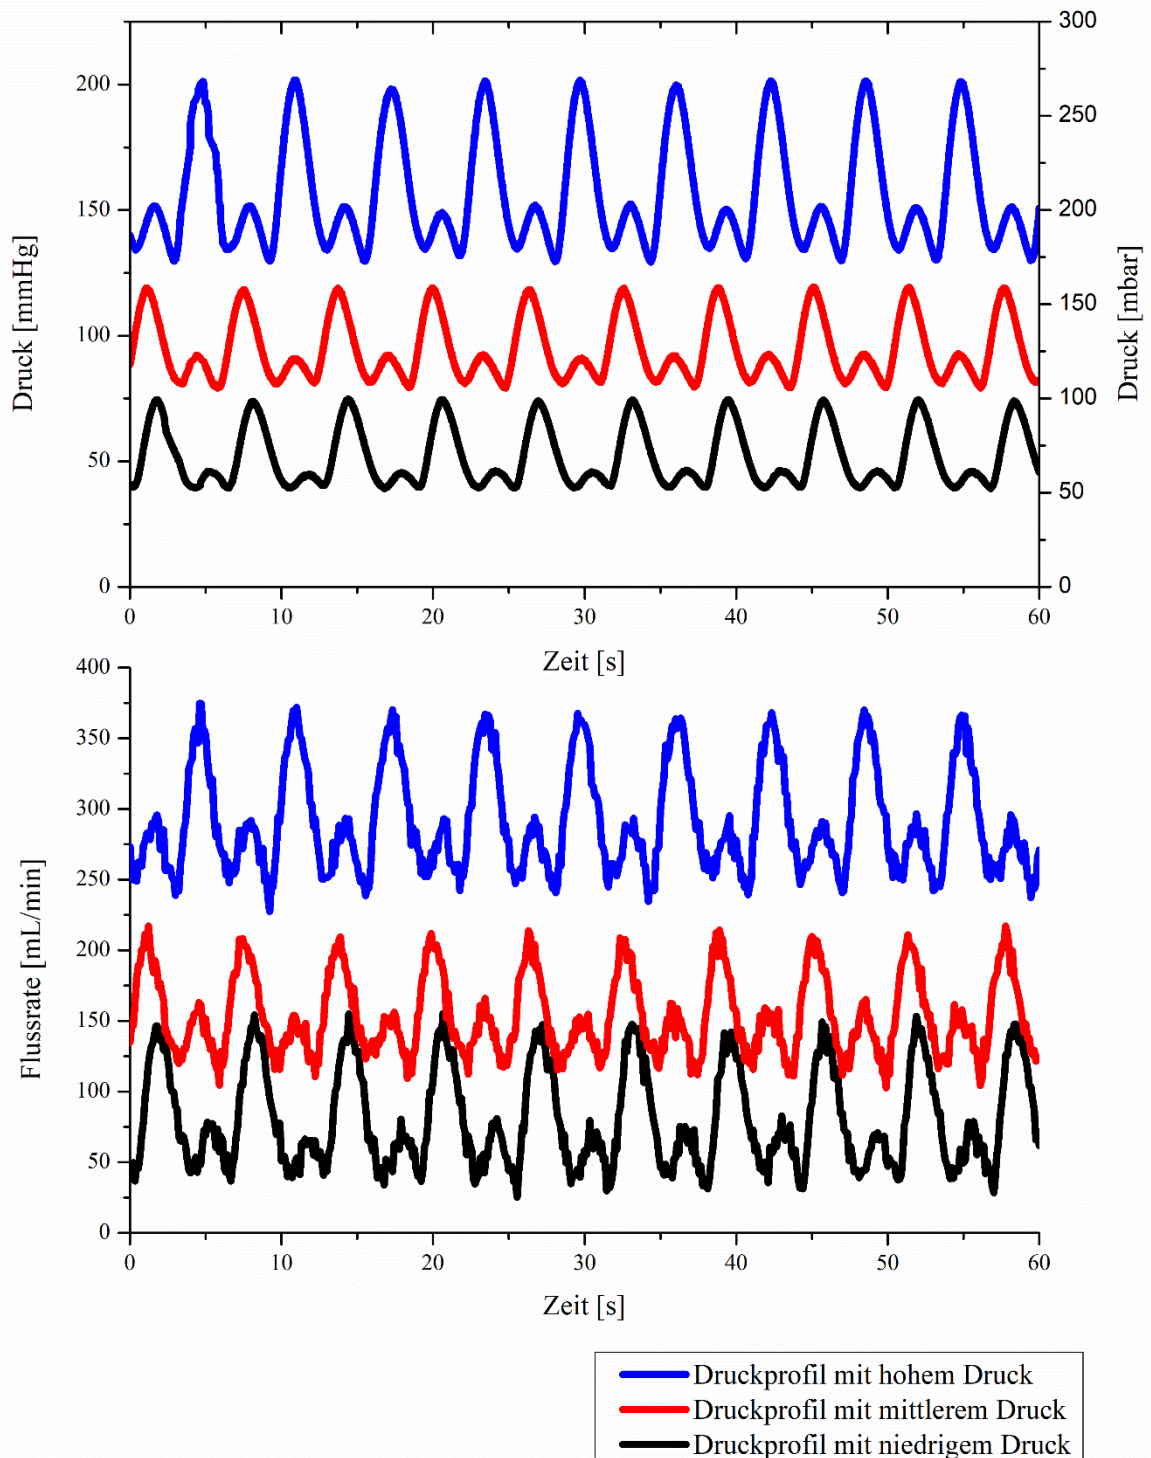 300
200
250
150
200
Druck [mmHg]
100
150
Druck [mbar]
100
50
50
0
0
0 10 20 30 40 50 60
Zeit [s]
400
350
300
250
200
150
100
50
0
Flussrate [mL/min]
0 10 20 30 40 50 60
Zeit [s]
Druckprofil mit hohem Druck
Druckprofil mit mittlerem Druck
Druckprofil mit niedrigem Druck